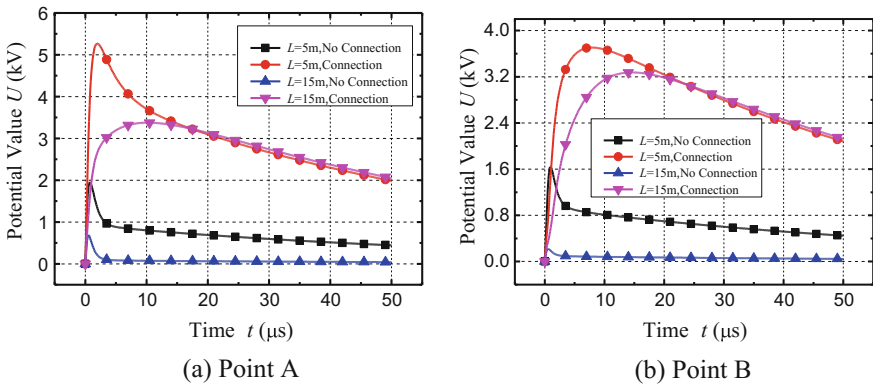 6
5
4
3
2
1
0
Potential Value U (kV)
L=5m,No Connection
L=5m,Connection
L=15m,No Connection
L=15m,Connection
0 10 20 30 40 50
Time t (μs)
(a) Point A
4.0
3.2
2.4
1.6
0.8
0.0
Potential Value U (kV)
L=5m,No Connection
L=5m,Connection
L=15m,No Connection
L=15m,Connection
0 10 20 30 40 50
Time t (μs)
(b) Point B